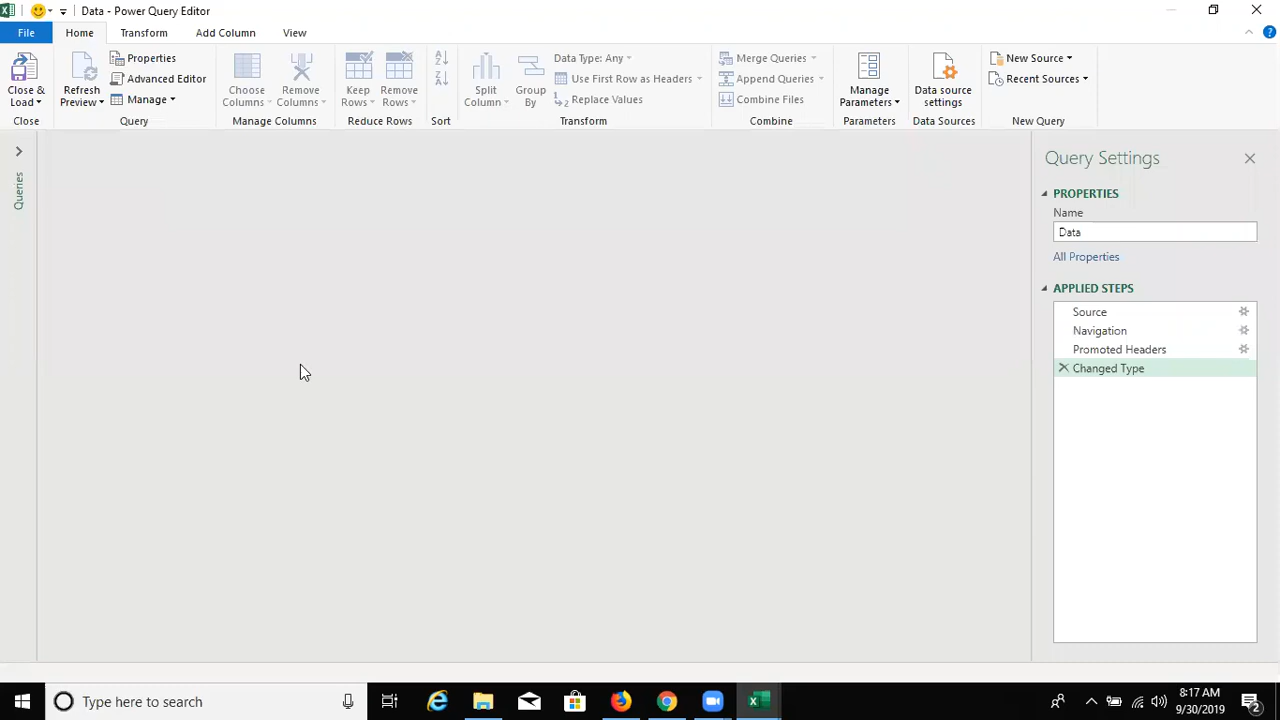 Data - Power Query Editor
File
Home
Transform
Add Column
View
Close &
Load
Close
Refresh
Preview
Properties
Advanced Editor
Manage
Query
Choose
Columns
Remove
Columns
Manage Columns
Keep
Rows
Remove
Rows
Reduce Rows
Sort
Split
Column
Group
By
Data Type: Any
Use First Row as Headers
Replace Values
Transform
Merge Queries
Append Queries
Combine Files
Combine
Manage
Parameters
Parameters
Data source
settings
Data Sources
New Source
Recent Sources
New Query
Queries
Query Settings
PROPERTIES
Name
Data
All Properties
APPLIED STEPS
Source
Navigation
Promoted Headers
Changed Type
Type here to search
8:17 AM
9/30/2019
2